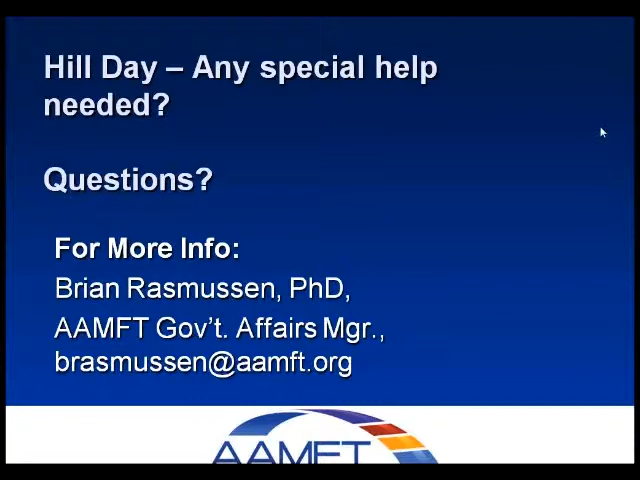 Hill Day – Any special help
needed?
Questions?
For More Info:
Brian Rasmussen, PhD,
AAMFT Gov’t. Affairs Mgr.,
brasmussen@aamft.org
AAMFT